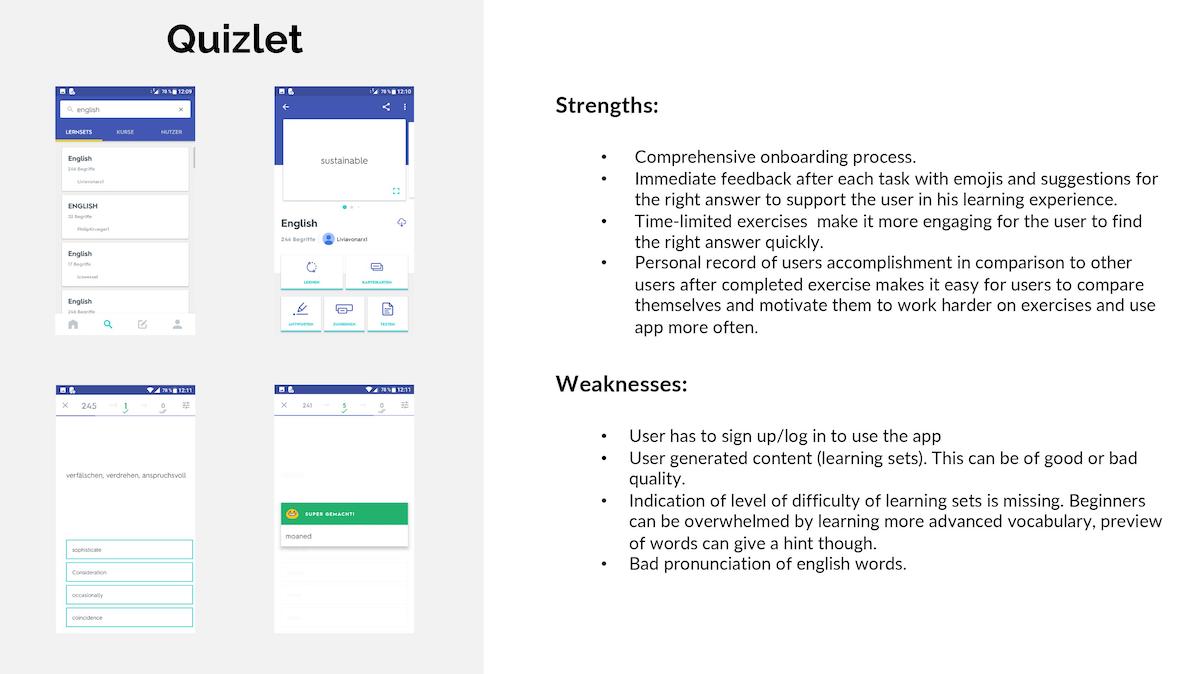 Quizlet
78 % 12:09
english
LERNSETS KURSE NUTZER
English
246 Begriffe
Liviavonarx1
ENGLISH
32 Begriffe
PhilipKrueger1
English
17 Begriffe
English
246 Begriffe
78 % 12:10
sustainable
English
246 Begriffe Liviavonarx1
LERNEN KARTEIKARTEN
ANTWORTEN ZUORDNEN TESTEN
78 % 12:11
245 1 0
verfälschen, verdrehen, anspruchsvoll
sophisticate
Consideration
occasionally
coincidence
78 % 12:11
241 5 0
SUPER GEMACHT!
moaned
Strengths:
• Comprehensive onboarding process.
• Immediate feedback after each task with emojis and suggestions for
the right answer to support the user in his learning experience.
• Time-limited exercises make it more engaging for the user to find
the right answer quickly.
• Personal record of users accomplishment in comparison to other
users after completed exercise makes it easy for users to compare
themselves and motivate them to work harder on exercises and use
app more often.
Weaknesses:
• User has to sign up/log in to use the app
• User generated content (learning sets). This can be of good or bad
quality.
• Indication of level of difficulty of learning sets is missing. Beginners
can be overwhelmed by learning more advanced vocabulary, preview
of words can give a hint though.
• Bad pronunciation of english words.